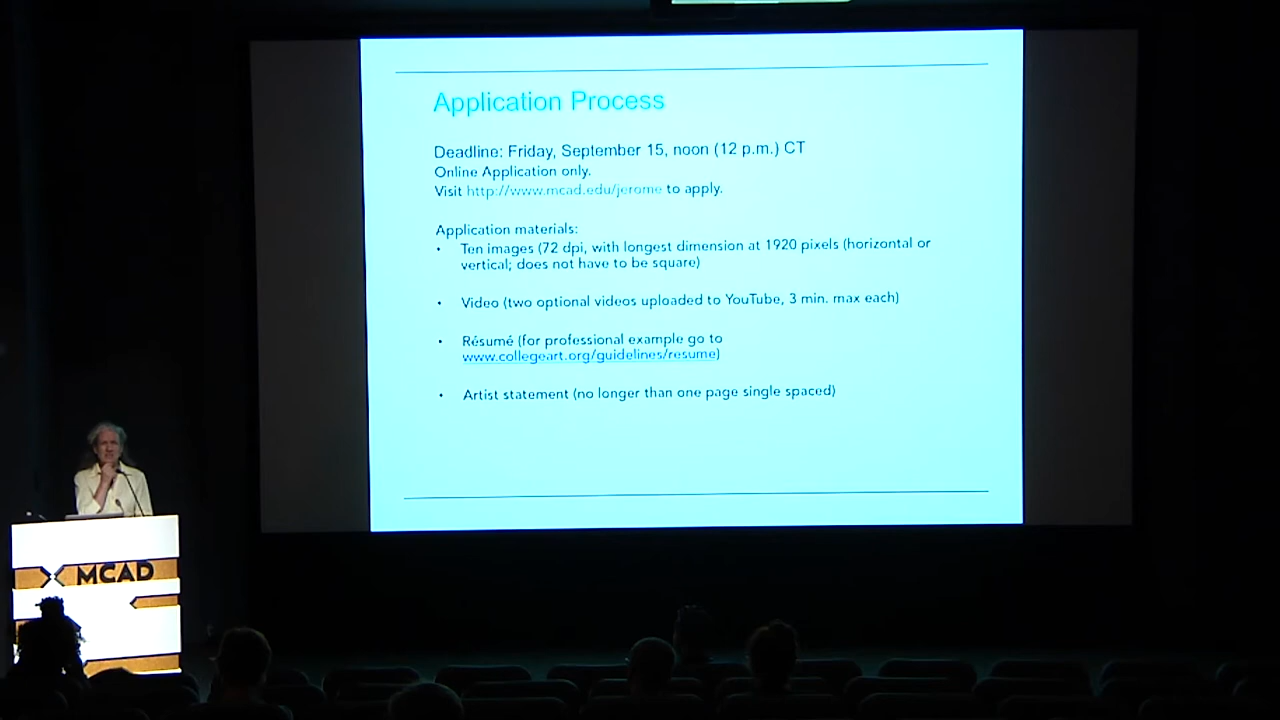 Application Process
Deadline: Friday, September 15, noon (12 p.m.) CT
Online Application only.
Visit http://www.mcad.edu/jerome to apply.
Application materials:
• Ten images (72 dpi, with longest dimension at 1920 pixels (horizontal or
vertical; does not have to be square)
• Video (two optional videos uploaded to YouTube, 3 min. max each)
• Résumé (for professional example go to
www.collegeart.org/guidelines/resume)
• Artist statement (no longer than one page single spaced)
MCAD